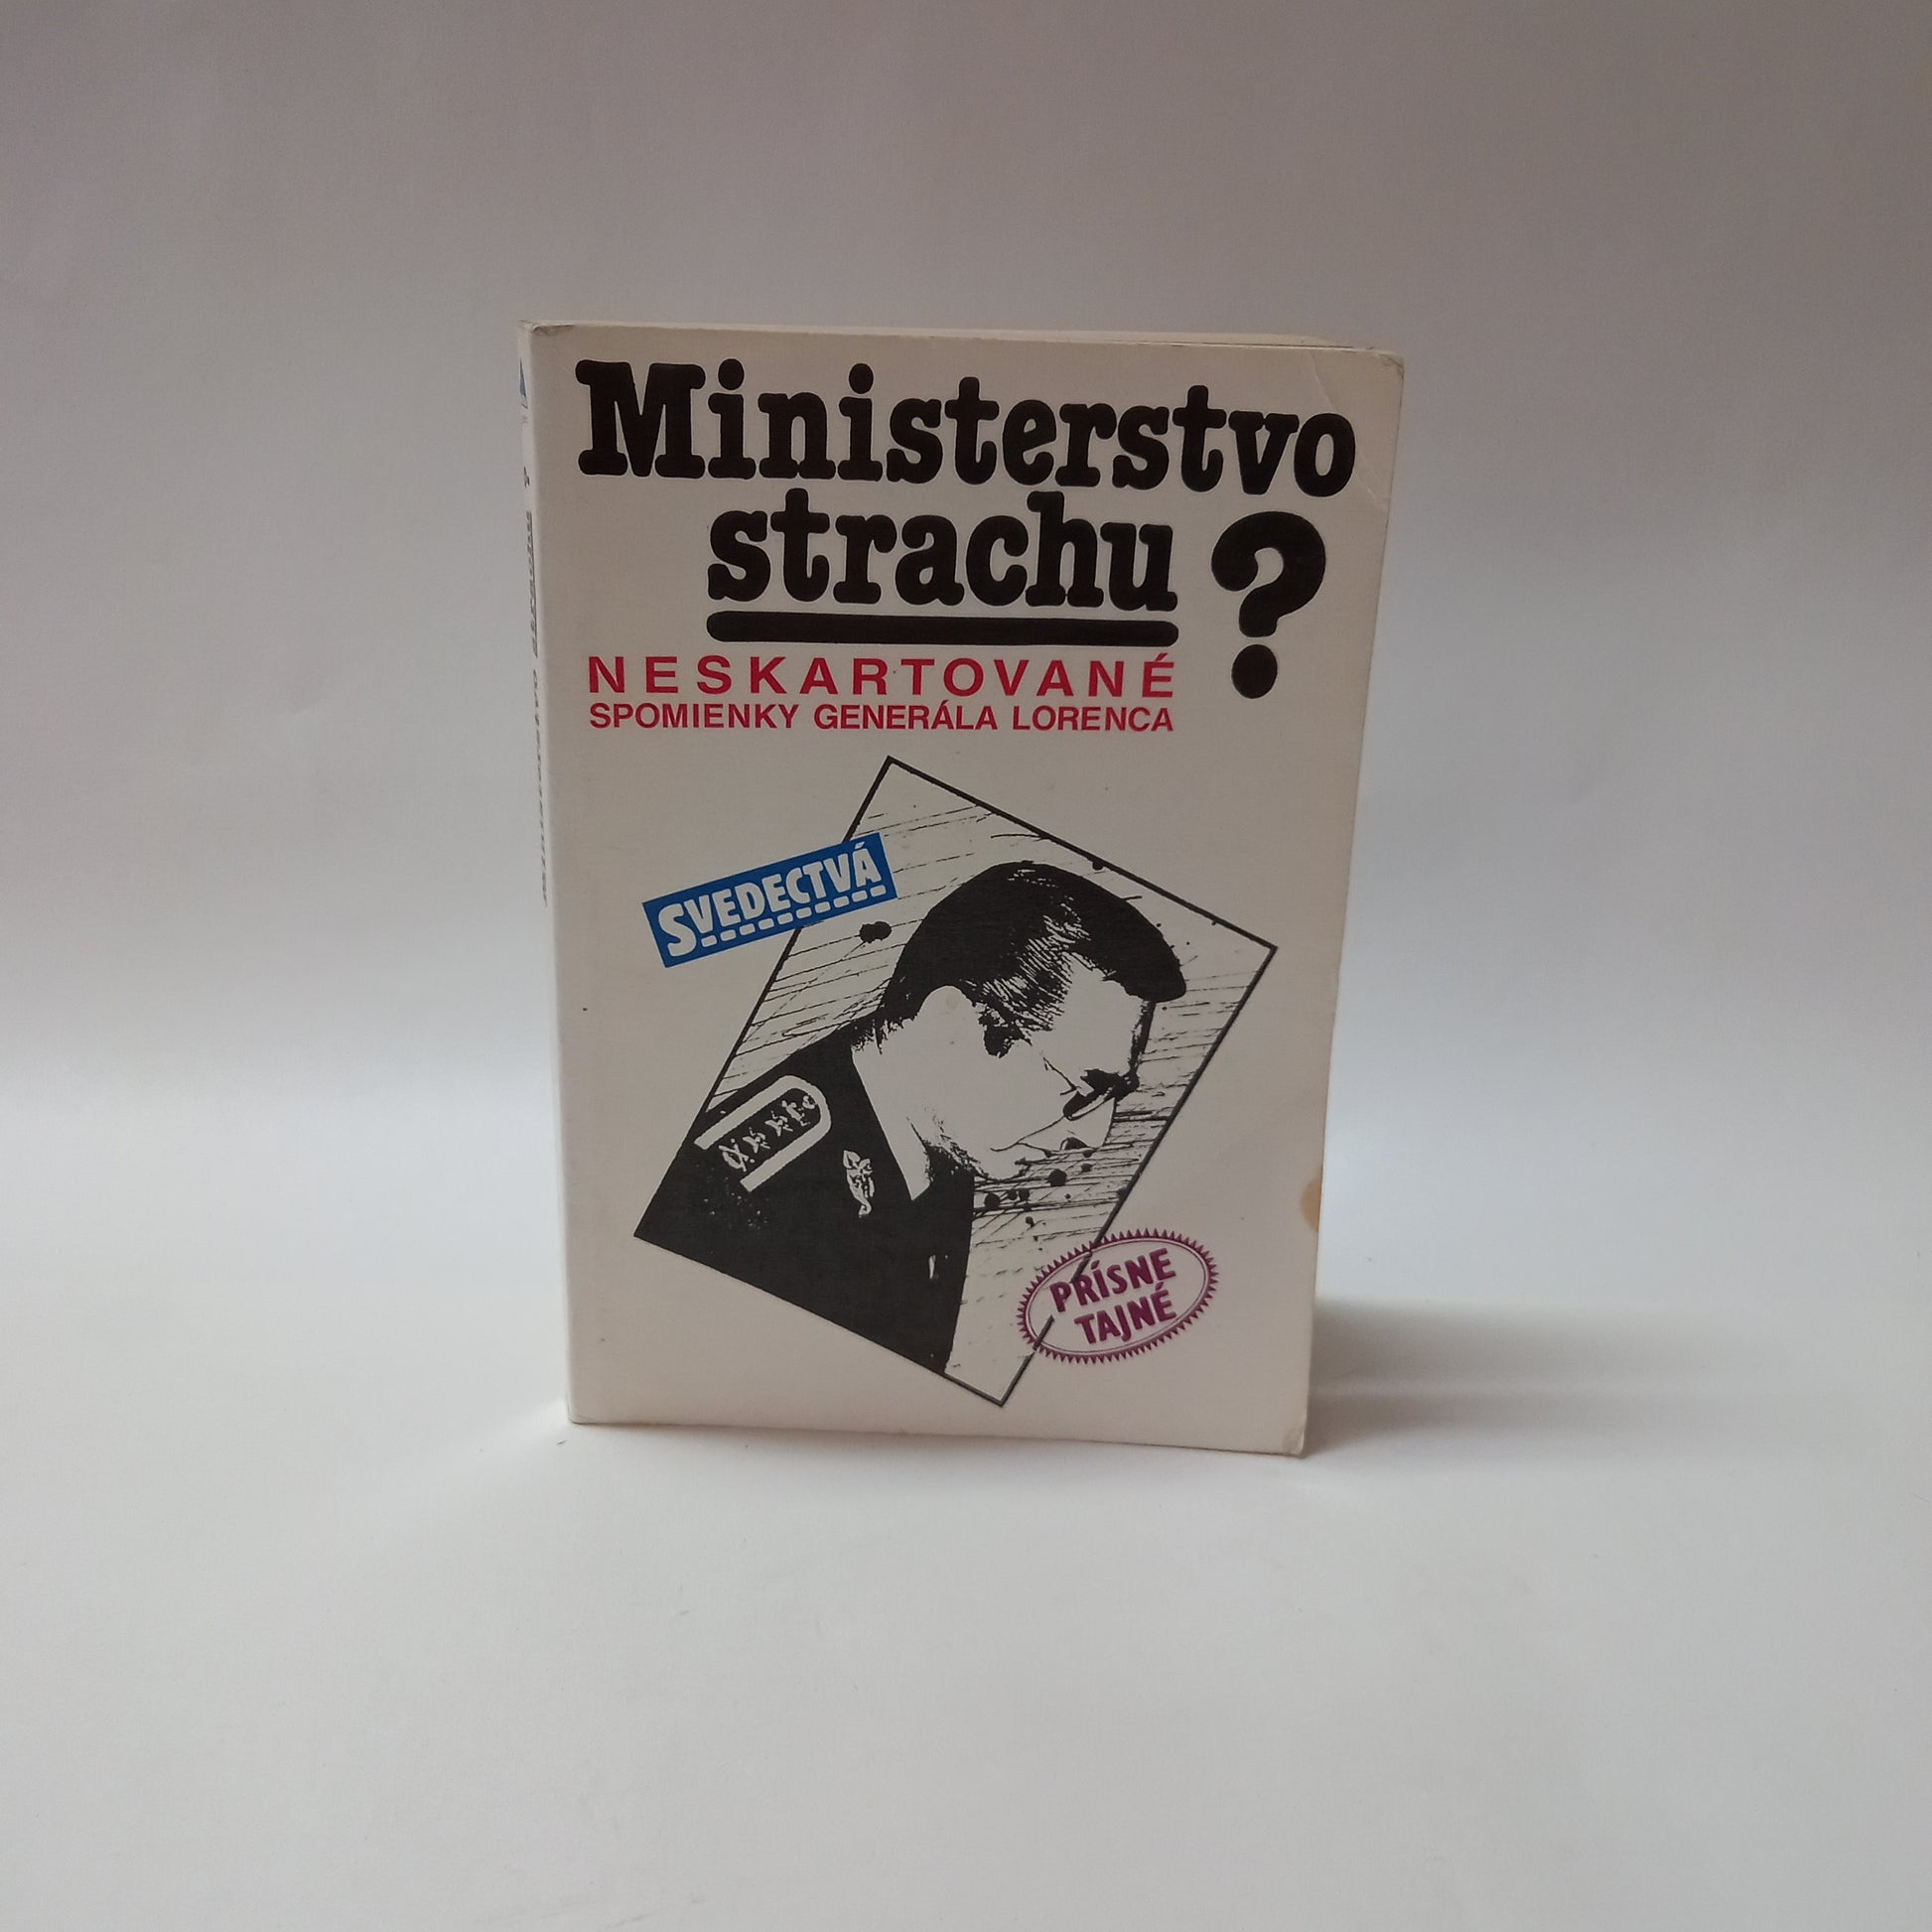 Ministerstvo
strachu?
NESKARTOVANÉ
SPOMIENKY GENERÁLA LORENCA
SVEDECTVÁ
PRÍSNE
TAJNÉ